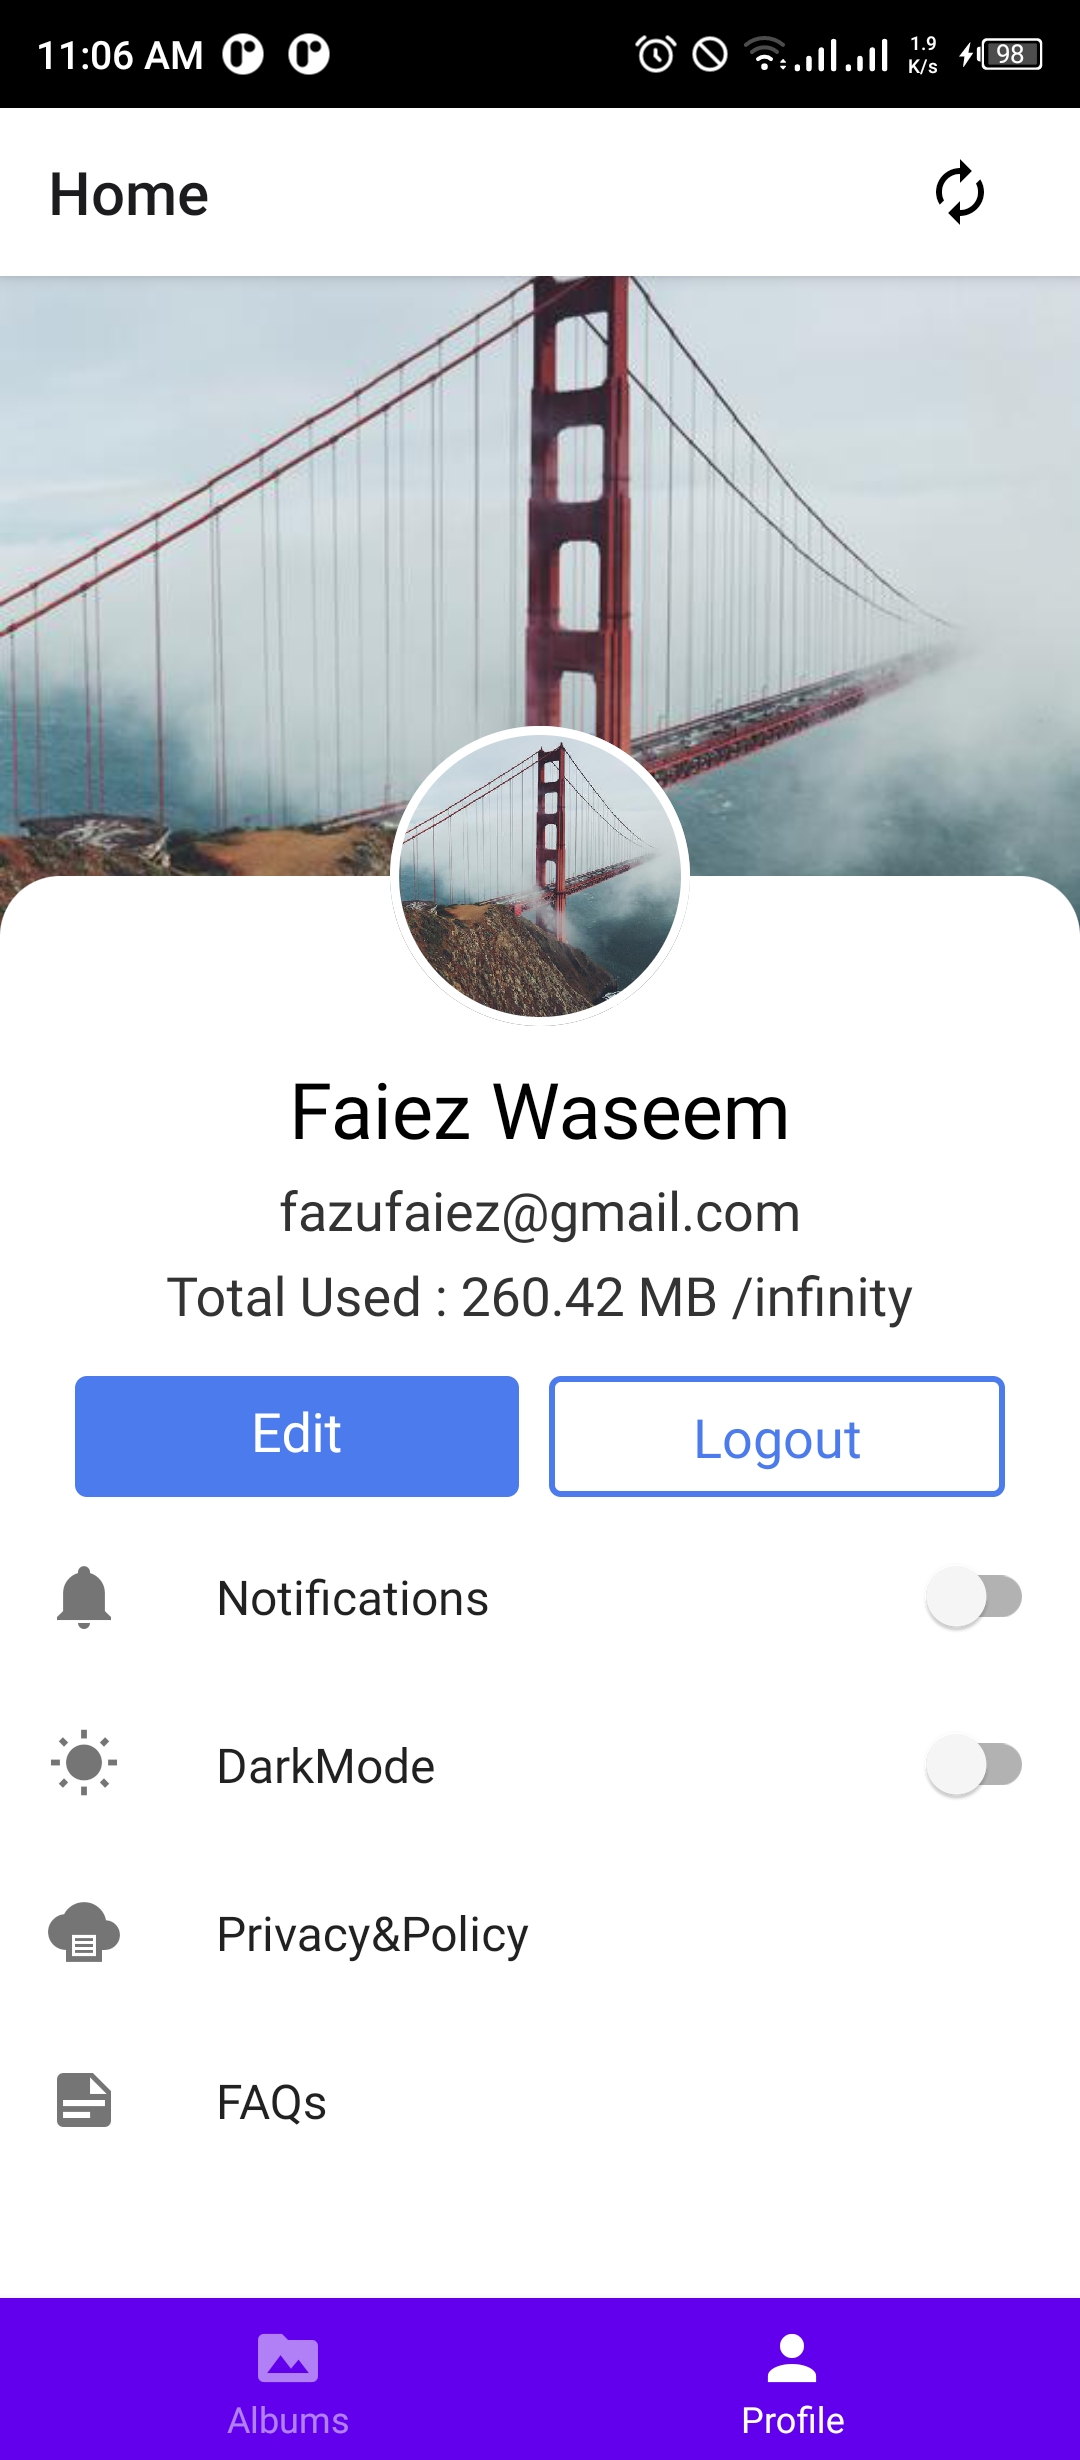 11:06 AM 1.9 K/s 98
Home
Faiez Waseem
fazufaiez@gmail.com
Total Used : 260.42 MB /infinity
Edit Logout
Notifications
DarkMode
Privacy&Policy
FAQs
Albums Profile